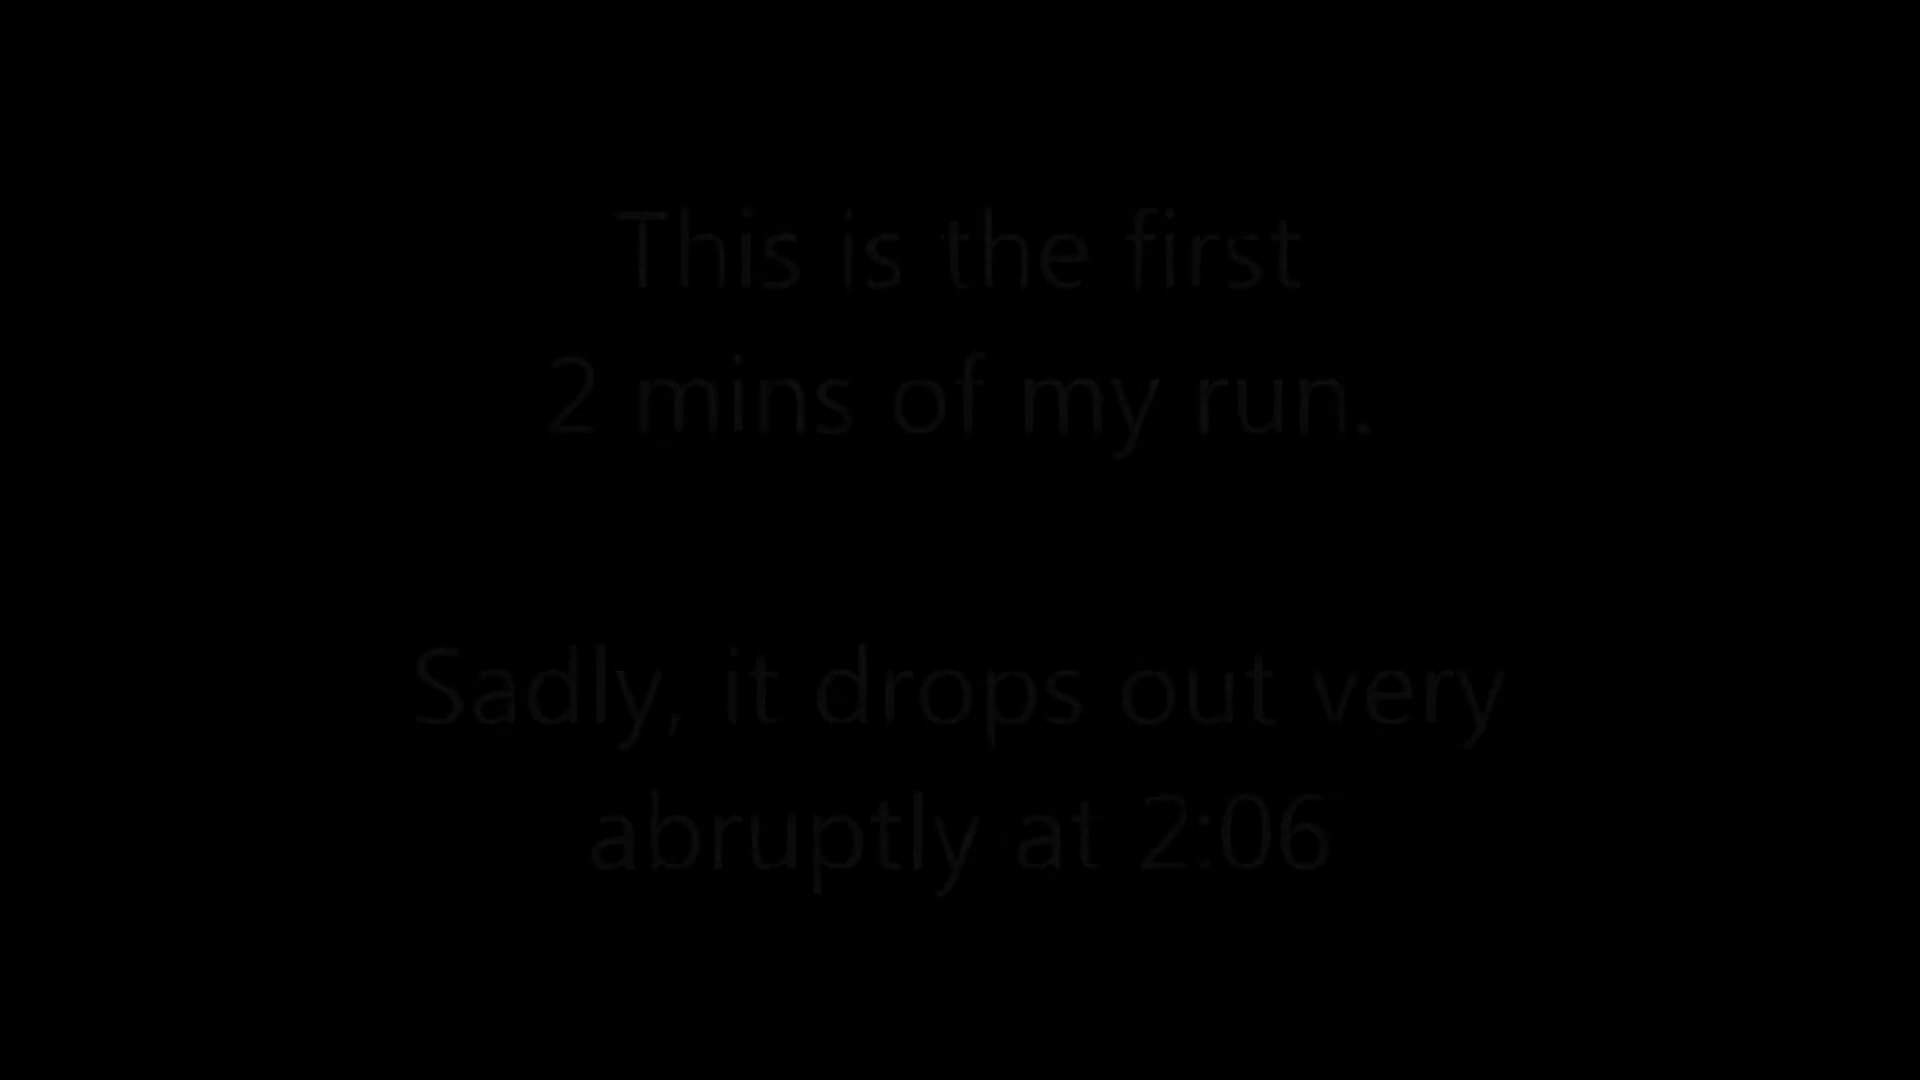 This is the first
2 mins of my run.
Sadly, it drops out very
abruptly at 2:06